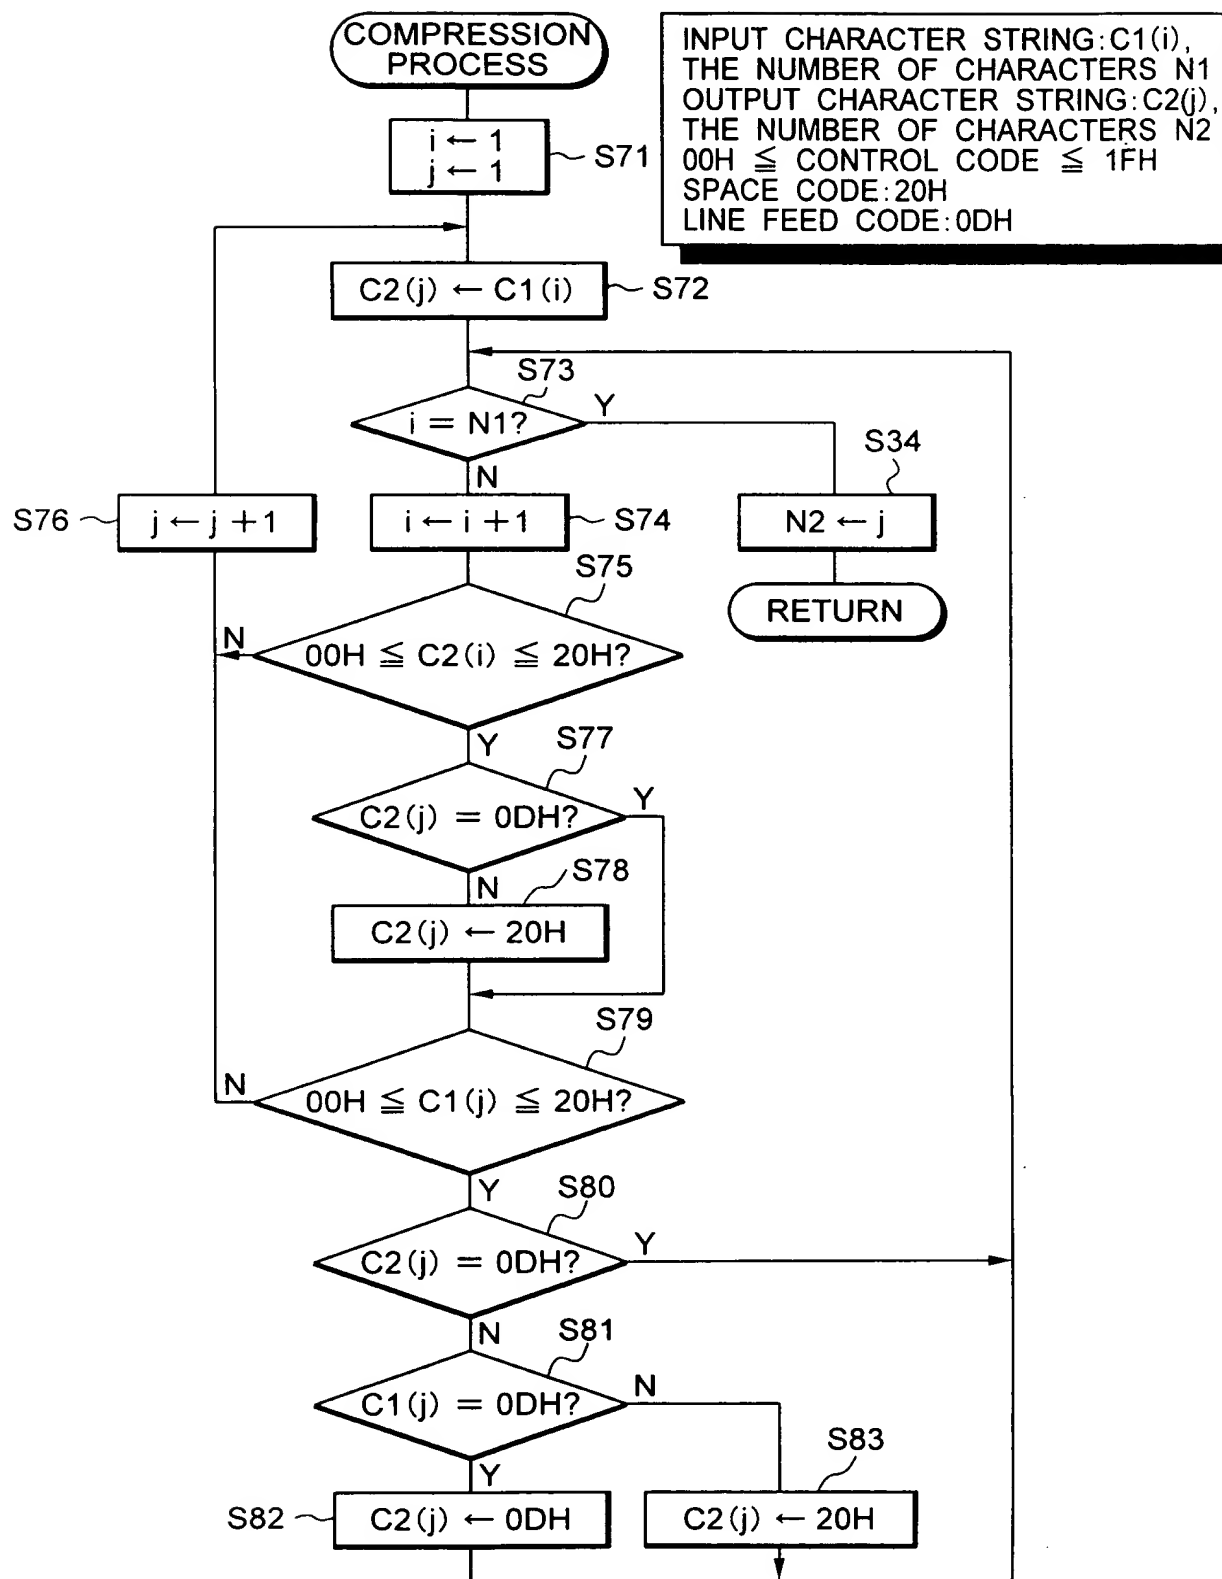 COMPRESSION
PROCESS
INPUT CHARACTER STRING:C1(i),
THE NUMBER OF CHARACTERS N1
OUTPUT CHARACTER STRING:C2(j),
THE NUMBER OF CHARACTERS N2
00H ≦ CONTROL CODE ≦ 1FH
SPACE CODE:20H
LINE FEED CODE:0DH
i ← 1
j ← 1
S71
C2(j) ← C1(i)
S72
S73
i = N1?
Y
N
S34
N2 ← j
RETURN
S76
j ← j + 1
i ← i + 1
S74
S75
00H ≦ C2(i) ≦ 20H?
N
Y
S77
C2(j) = 0DH?
Y
N
S78
C2(j) ← 20H
S79
00H ≦ C1(j) ≦ 20H?
N
Y
S80
C2(j) = 0DH?
Y
N
S81
C1(j) = 0DH?
N
Y
S83
S82
C2(j) ← 0DH
C2(j) ← 20H